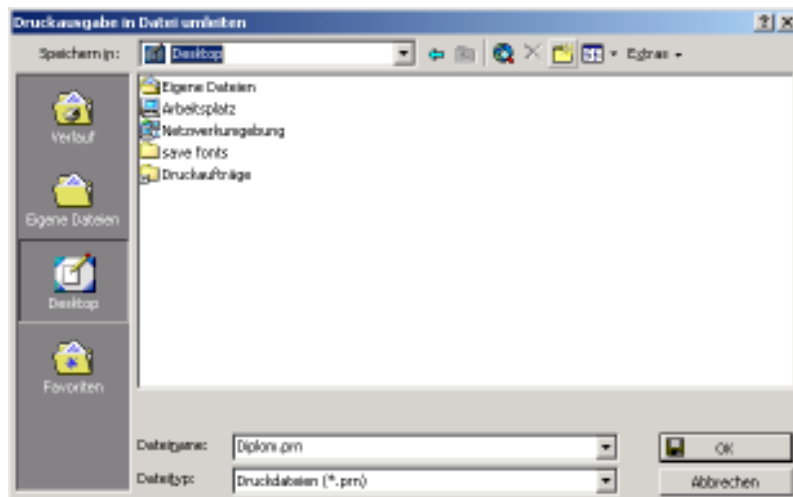 Druckausgabe in Datei umleiten
Speichern in:
Desktop
Extras
Eigene Dateien
Arbeitsplatz
Netzwerkumgebung
save fonts
Druckaufträge
Verlauf
Eigene Dateien
Desktop
Favoriten
Dateiname:
Diplom.prn
OK
Dateityp:
Druckdateien (*.prn)
Abbrechen